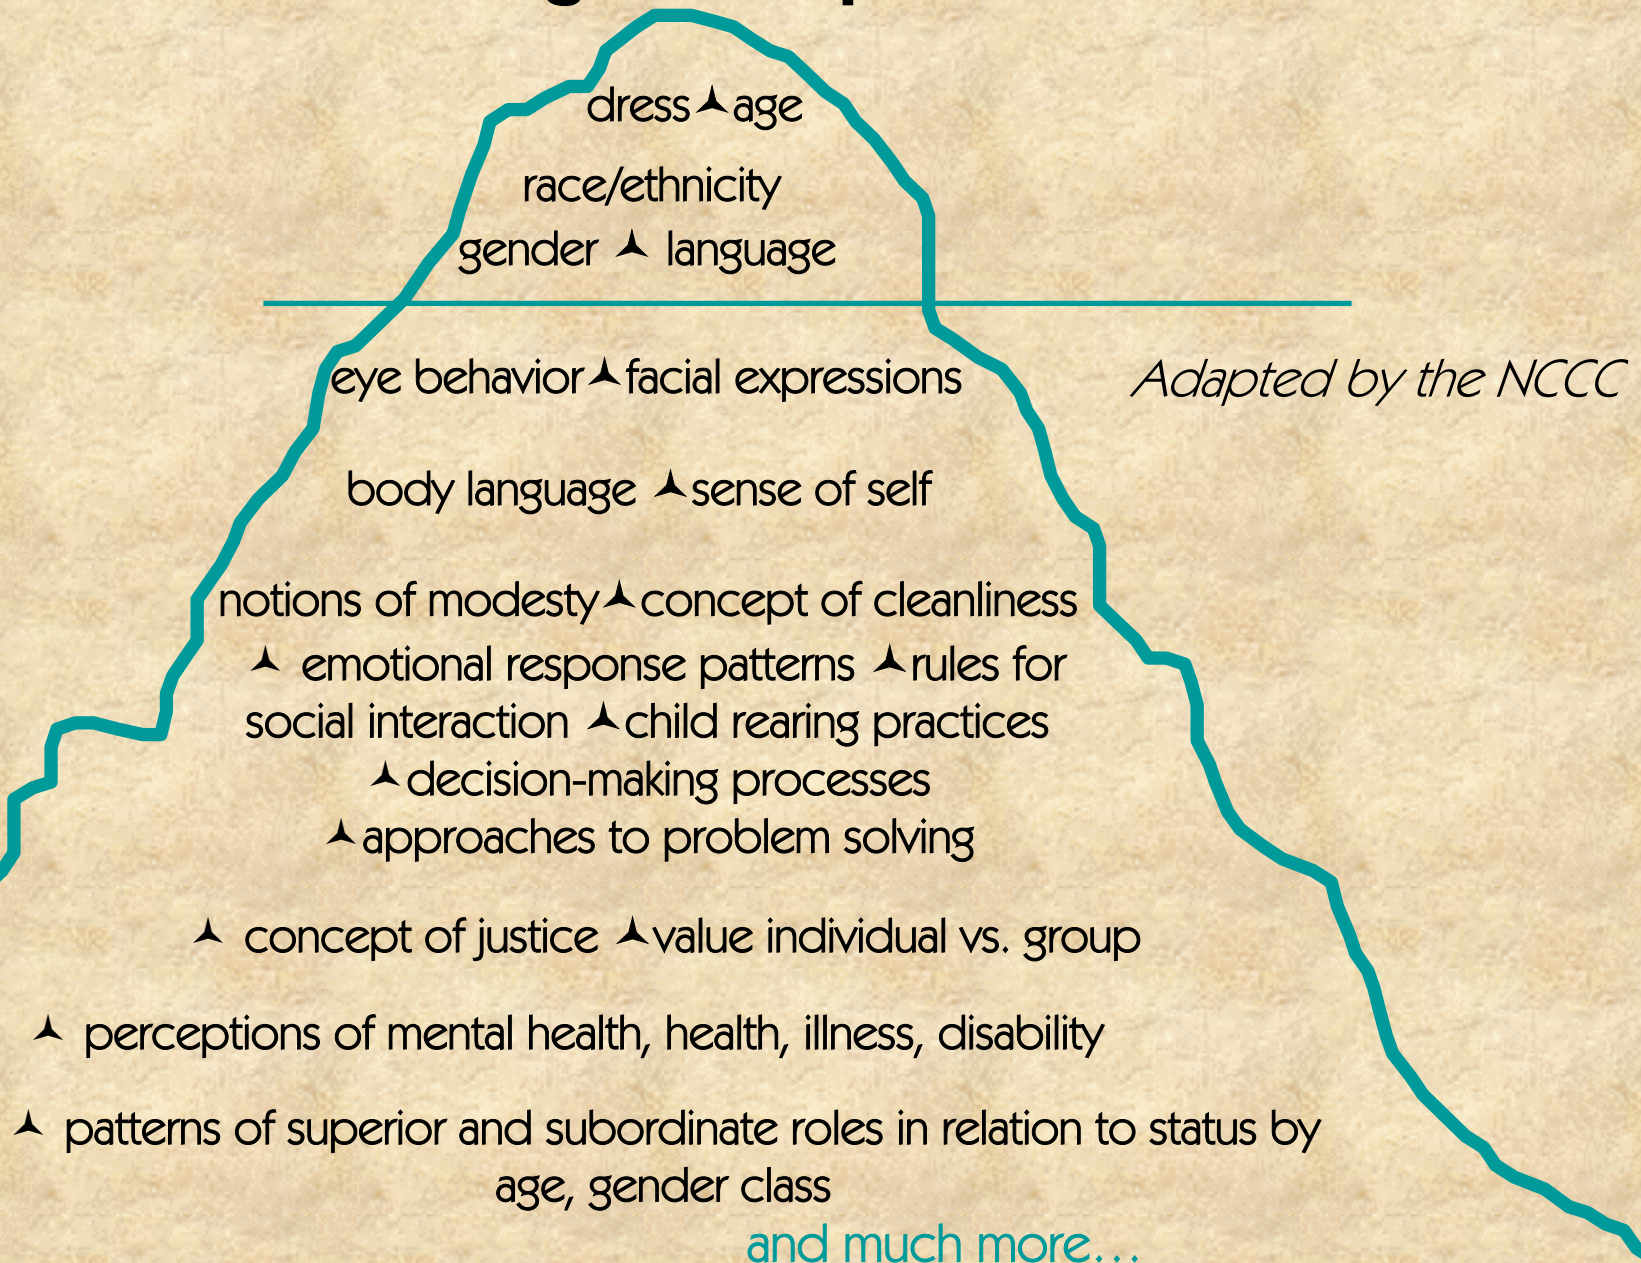 dress age
race/ethnicity
gender language
eye behavior facial expressions
Adapted by the NCCC
body language sense of self
notions of modesty concept of cleanliness
emotional response patterns rules for
social interaction child rearing practices
decision-making processes
approaches to problem solving
concept of justice value individual vs. group
perceptions of mental health, health, illness, disability
patterns of superior and subordinate roles in relation to status by
age, gender class
and much more…